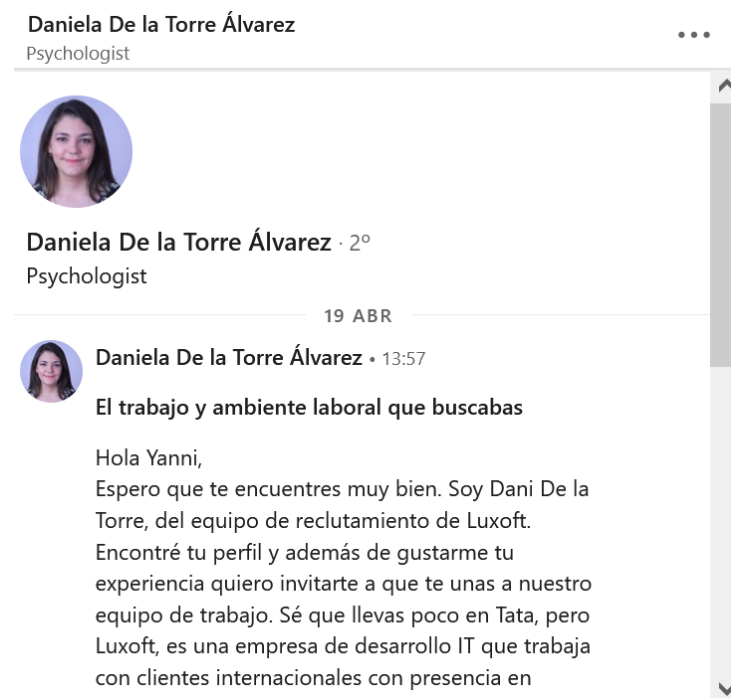 Daniela De la Torre Álvarez
Psychologist
Daniela De la Torre Álvarez · 2º
Psychologist
19 ABR
Daniela De la Torre Álvarez • 13:57
El trabajo y ambiente laboral que buscabas
Hola Yanni,
Espero que te encuentres muy bien. Soy Dani De la
Torre, del equipo de reclutamiento de Luxoft.
Encontré tu perfil y además de gustarme tu
experiencia quiero invitarte a que te unas a nuestro
equipo de trabajo. Sé que llevas poco en Tata, pero
Luxoft, es una empresa de desarrollo IT que trabaja
con clientes internacionales con presencia en